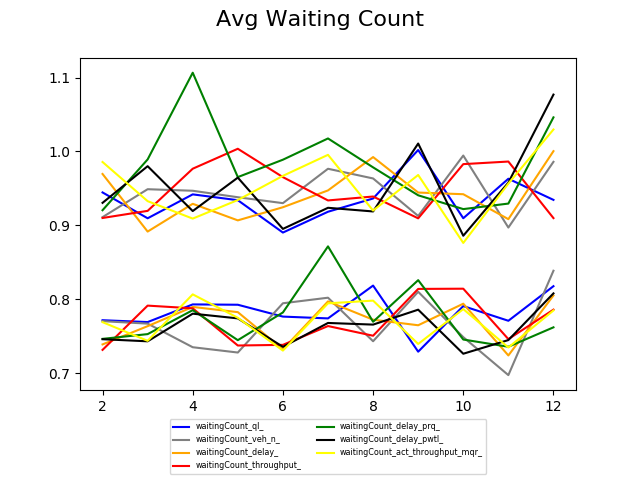 Avg Waiting Count
1.1
1.0
0.9
0.8
0.7
2 4 6 8 10 12
waitingCount_ql_
waitingCount_veh_n_
waitingCount_delay_
waitingCount_throughput_
waitingCount_delay_prq_
waitingCount_delay_pwtl_
waitingCount_act_throughput_mqr_